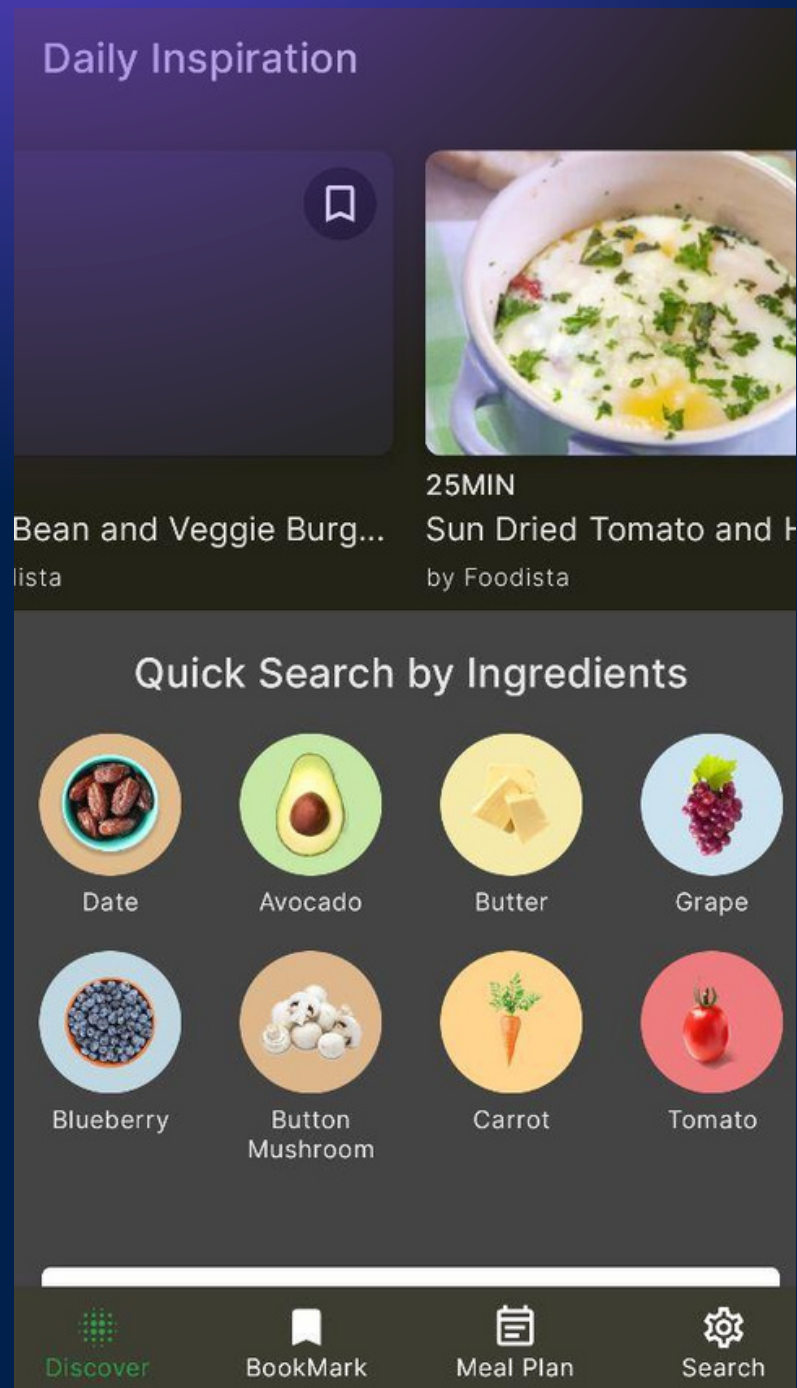 Daily Inspiration
25MIN
Bean and Veggie Burg...
Sun Dried Tomato and H
ista
by Foodista
Quick Search by Ingredients
Date
Avocado
Butter
Grape
Blueberry
Button
Mushroom
Carrot
Tomato
Discover
BookMark
Meal Plan
Search